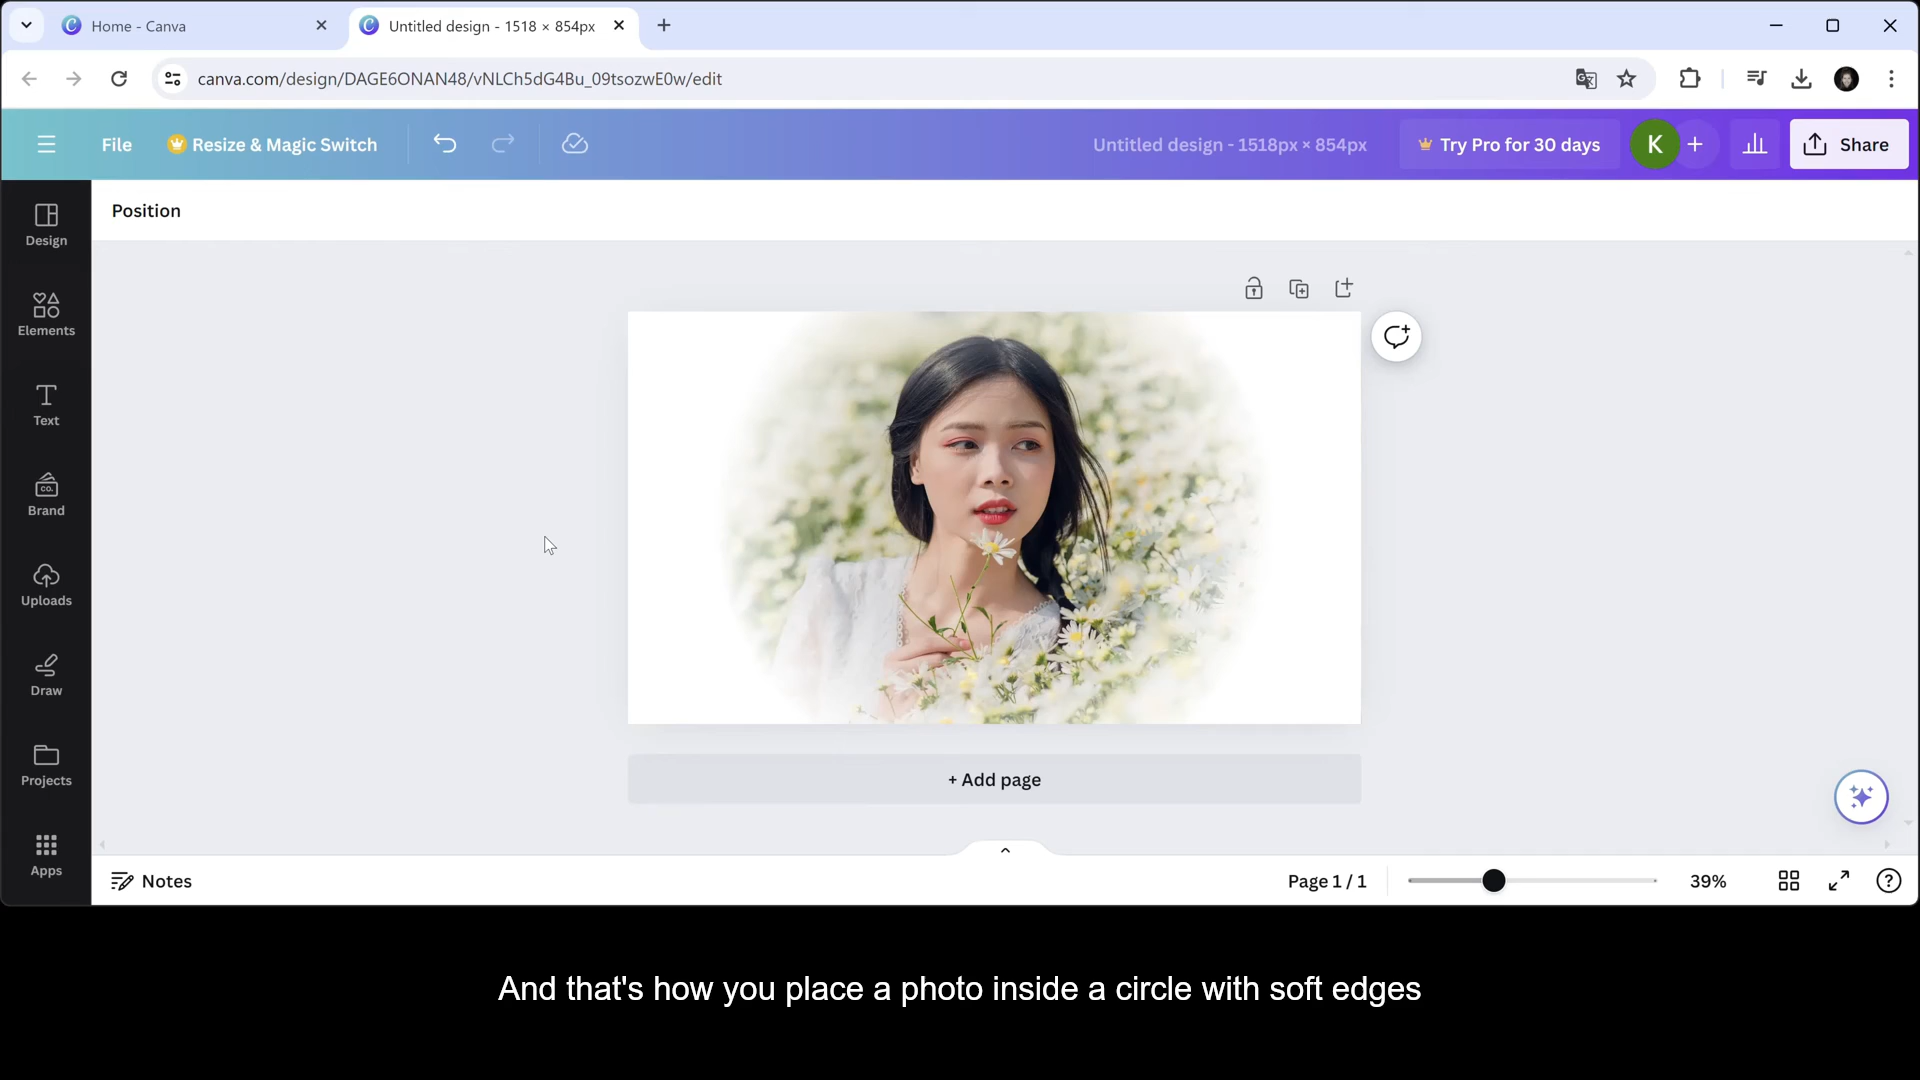 Home - Canva
Untitled design - 1518 × 854px
canva.com/design/DAGE6ONAN48/vNLCh5dG4Bu_09tsozwE0w/edit
File
Resize & Magic Switch
Untitled design - 1518px × 854px
Try Pro for 30 days
K
Share
Position
Design
Elements
Text
CO.
Brand
Uploads
Draw
Projects
Apps
+ Add page
Notes
Page 1 / 1
39%
And that's how you place a photo inside a circle with soft edges